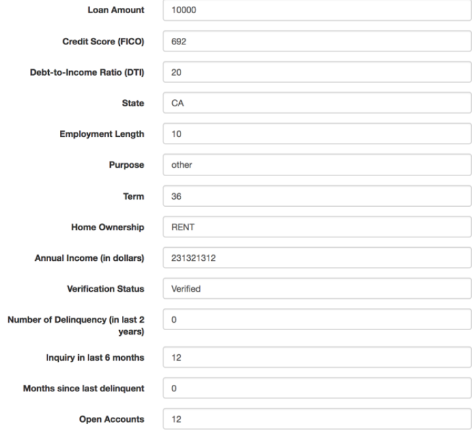 Loan Amount 10000
Credit Score (FICO) 692
Debt-to-Income Ratio (DTI) 20
State CA
Employment Length 10
Purpose other
Term 36
Home Ownership RENT
Annual Income (in dollars) 231321312
Verification Status Verified
Number of Delinquency (in last 2 0
years)
Inquiry in last 6 months 12
Months since last delinquent 0
Open Accounts 12